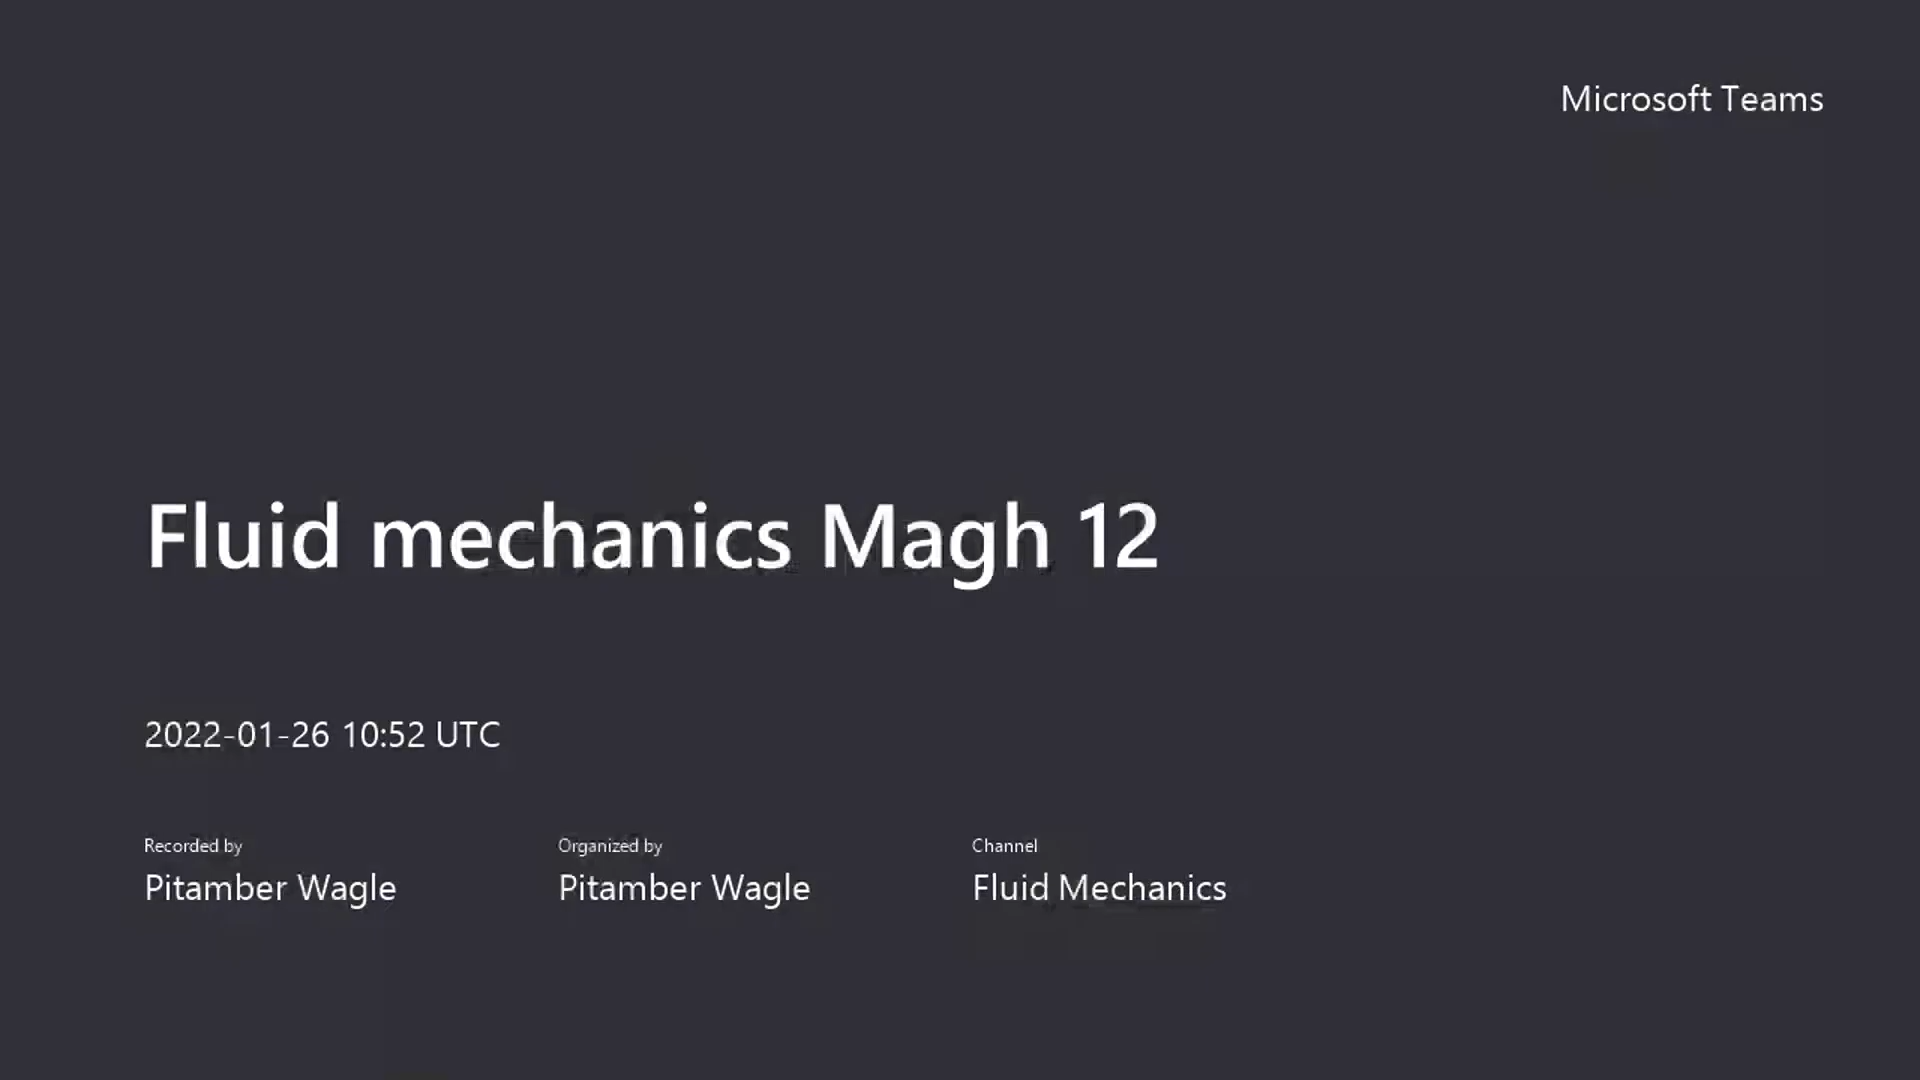 Microsoft Teams
Fluid mechanics Magh 12
2022-01-26 10:52 UTC
Recorded by
Pitamber Wagle
Organized by
Pitamber Wagle
Channel
Fluid Mechanics